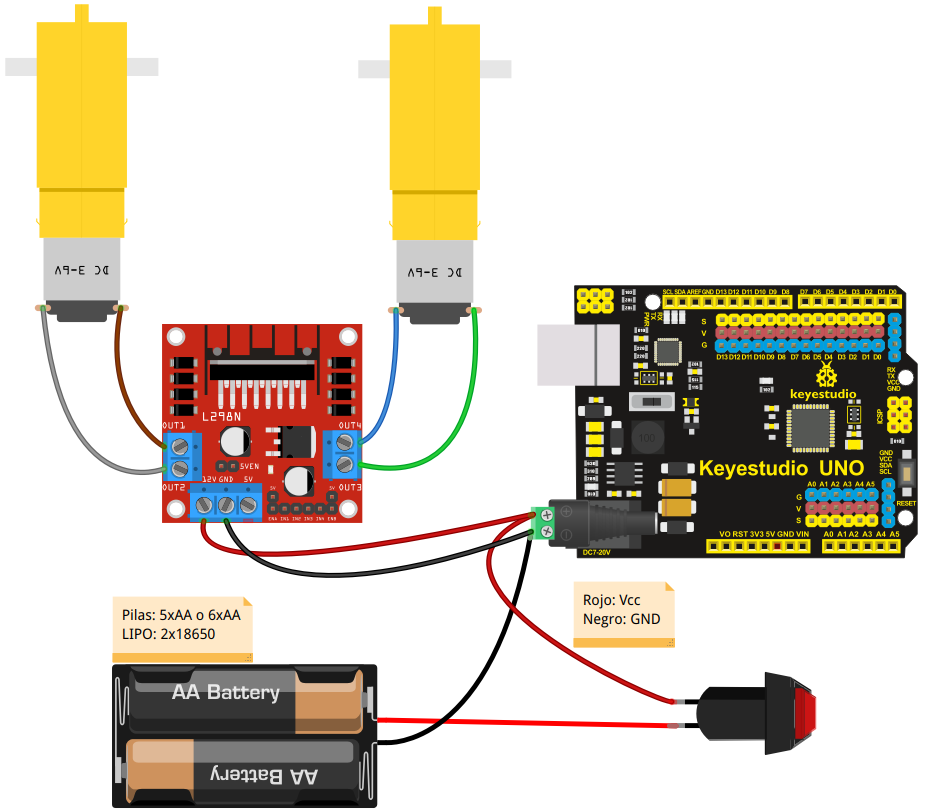 DC 3-6V
DC 3-6V
L298N
OUT1
OUT4
5VEN
OUT2
12V GND 5V
OUT3
5V
5V
ENA IN1 IN2 IN3 IN4 ENB
SCL SDA AREF GND D13 D12 D11 D10 D9 D8
D7 D6 D5 D4 D3 D2 D1 D0
RX
TX
PWR
S
V
G
D13 D12 D11 D10 D9 D8 D7 D6 D5 D4 D3 D2 D1 D0
RX
TX
VCC
GND
keyestudio
ICSP
100
Keyestudio UNO
GND
VCC
SDA
SCL
RESET
A0 A1 A2 A3 A4 A5
G
V
S
VO RST 3V3 5V GND VIN
A0 A1 A2 A3 A4 A5
DC7-20V
Pilas: 5xAA o 6xAA
LIPO: 2x18650
Rojo: Vcc
Negro: GND
AA Battery
AA Battery